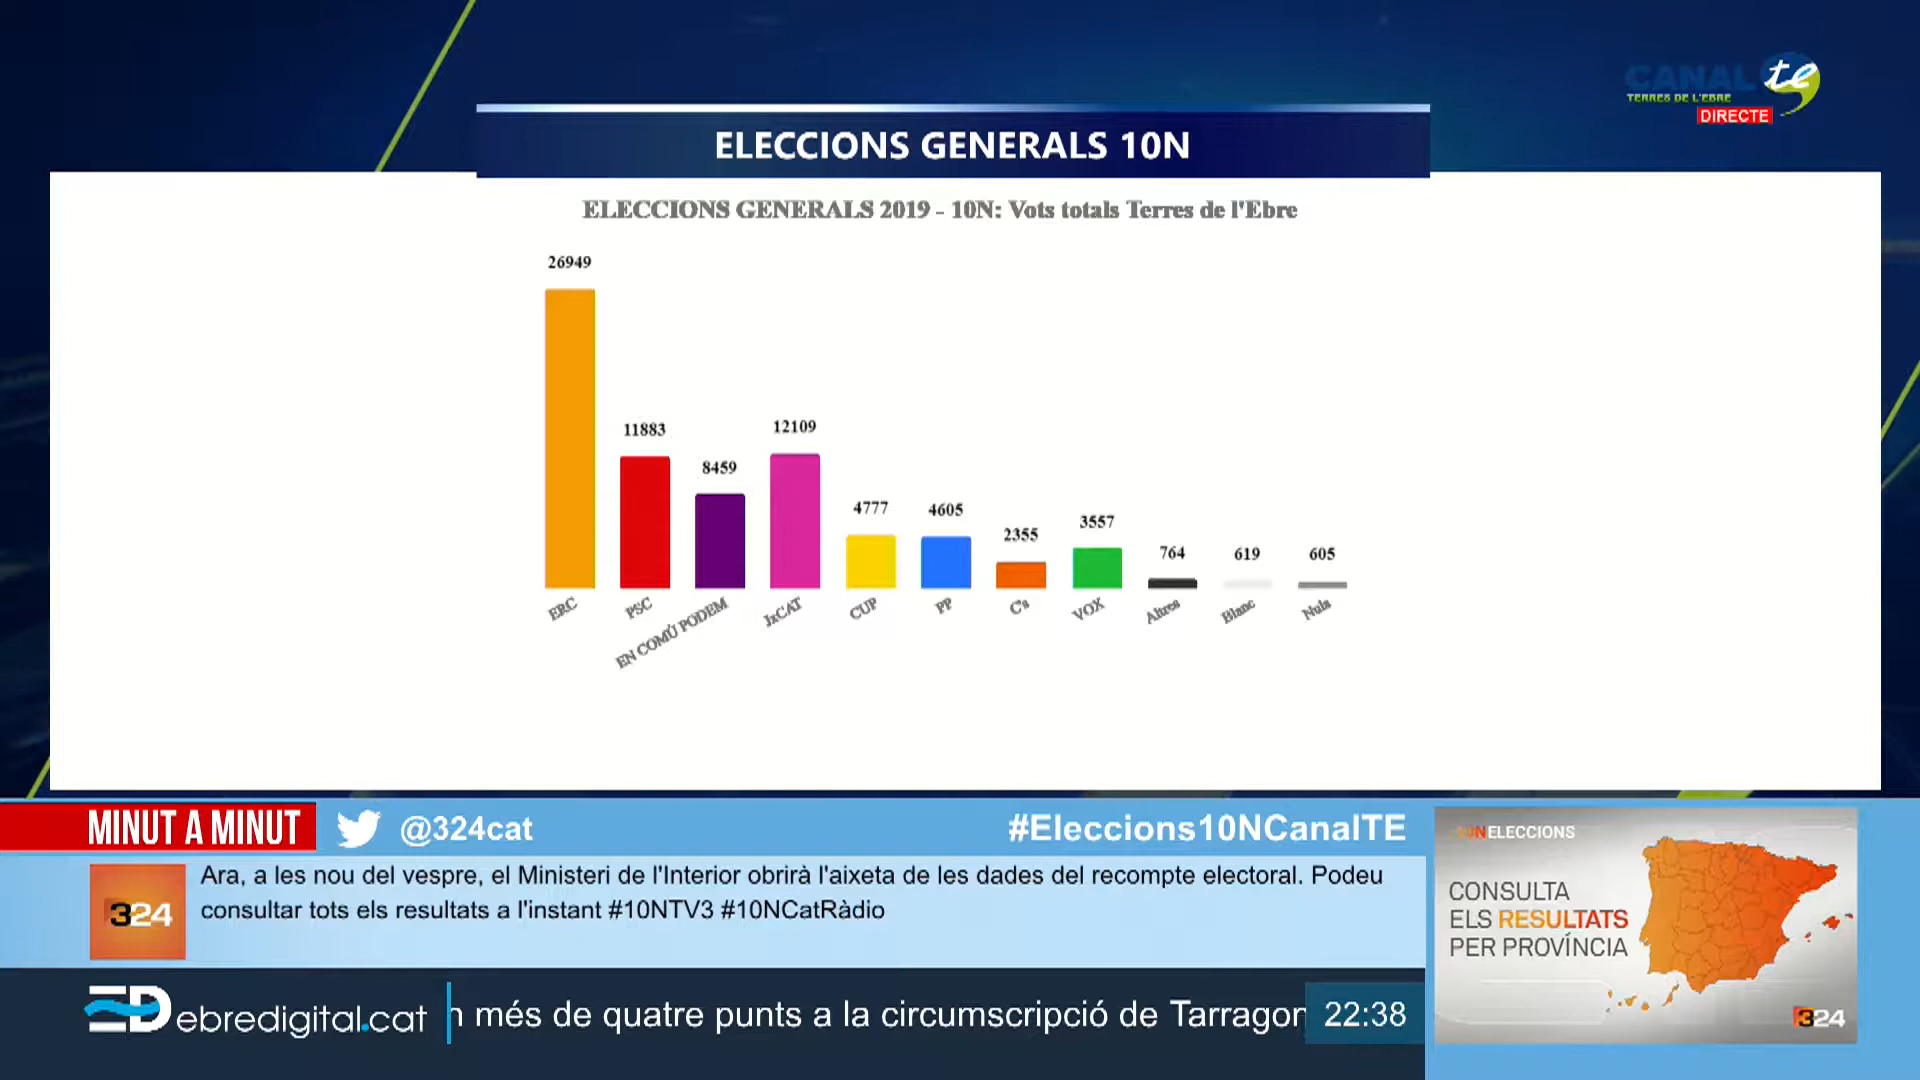 CANAL te
TERRES DE L'EBRE
DIRECTE
ELECCIONS GENERALS 10N
ELECCIONS GENERALS 2019 - 10N: Vots totals Terres de l'Ebre
26949
11883
8459
12109
4777
4605
2355
3557
764
619
605
ERC
PSC
EN COMÚ PODEM
JxCAT
CUP
PP
C's
VOX
Altres
Blanc
Nuls
MINUT A MINUT
@324cat
#Eleccions10NCanalTE
Ara, a les nou del vespre, el Ministeri de l'Interior obrirà l'aixeta de les dades del recompte electoral. Podeu
consultar tots els resultats a l'instant #10NTV3 #10NCatRàdio
324
10N ELECCIONS
CONSULTA
ELS RESULTATS
PER PROVÍNCIA
324
ED ebredigital.cat
n més de quatre punts a la circumscripció de Tarragon
22:38